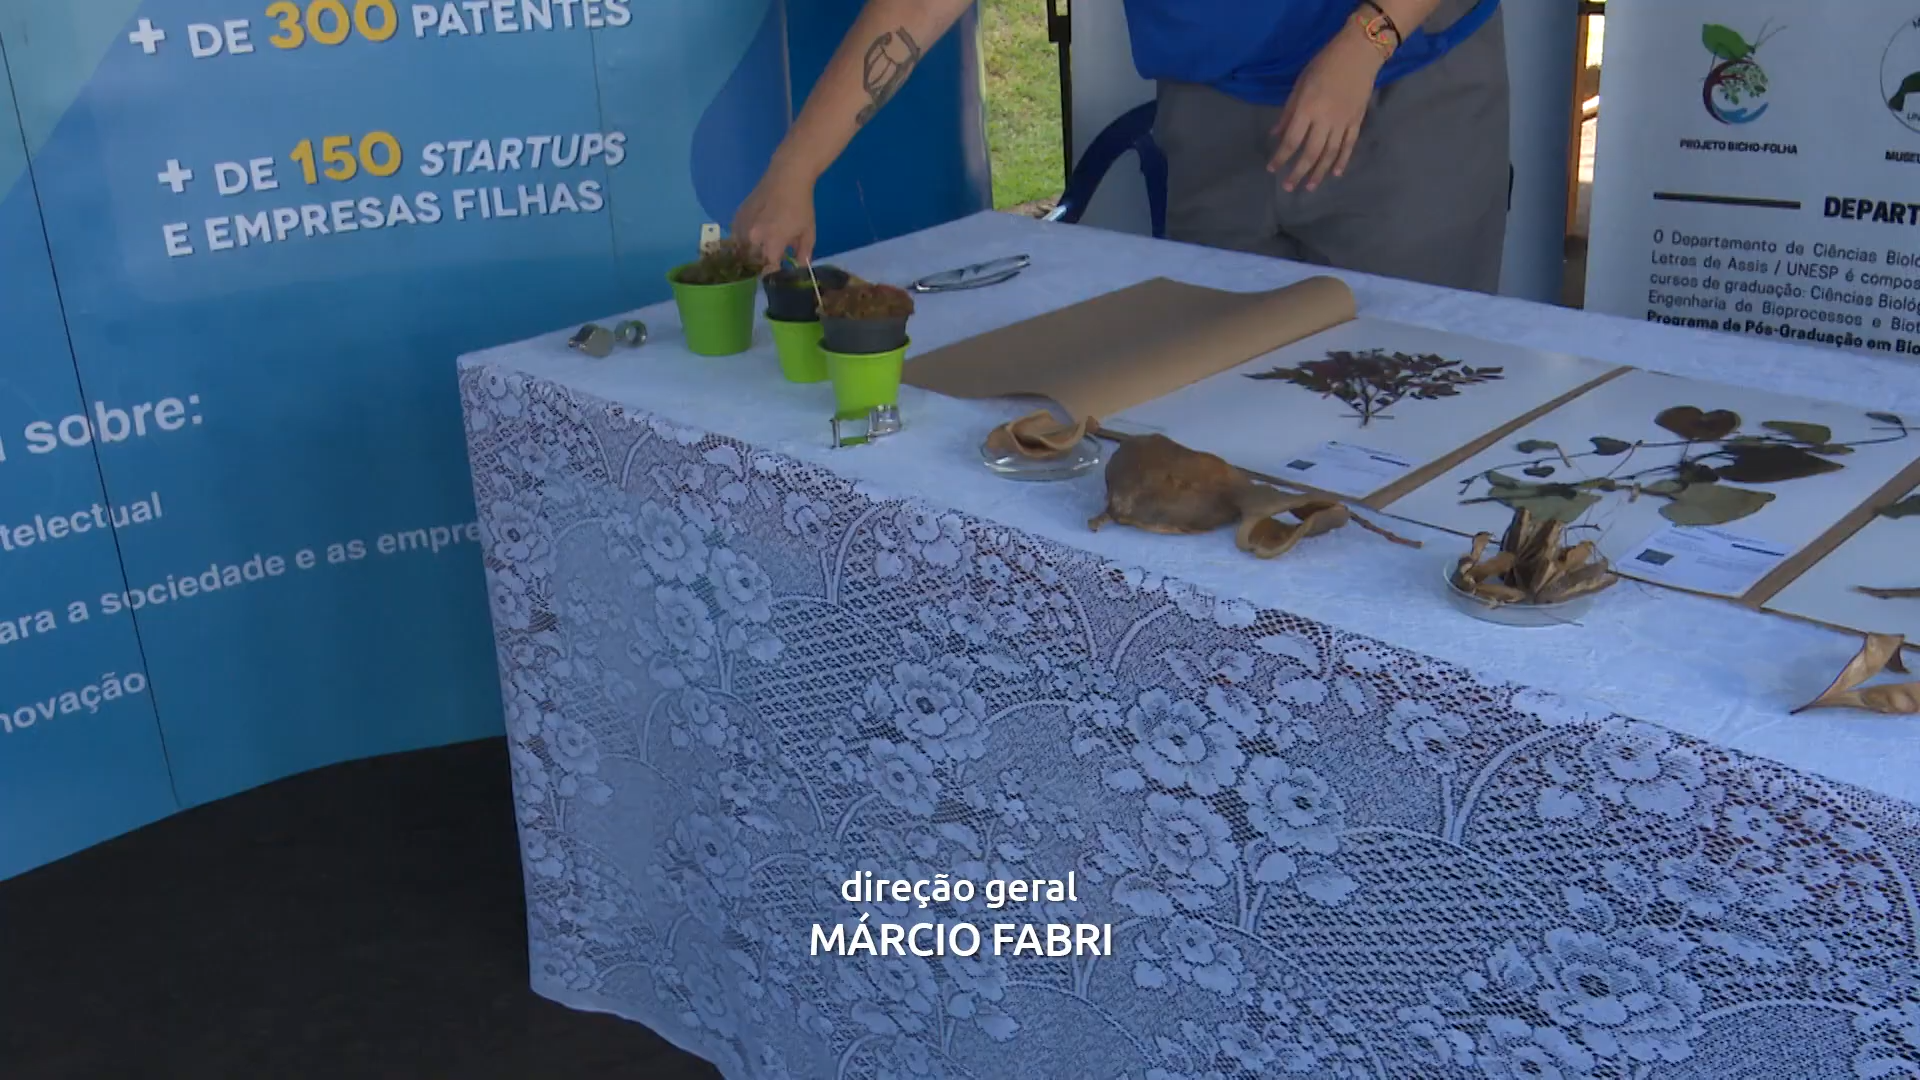 + DE 300 PATENTES
+ DE 150 STARTUPS
E EMPRESAS FILHAS
sobre:
telectual
ara a sociedade e as empre
novação
PROJETO BICHO-FOLHA
DEPART
O Departamento de Ciências Bioló
Letras de Assis / UNESP é compos
cursos de graduação: Ciências Biológ
Engenharia de Bioprocessos e Biot
Programa de Pós-Graduação em Bio
direção geral
MÁRCIO FABRI